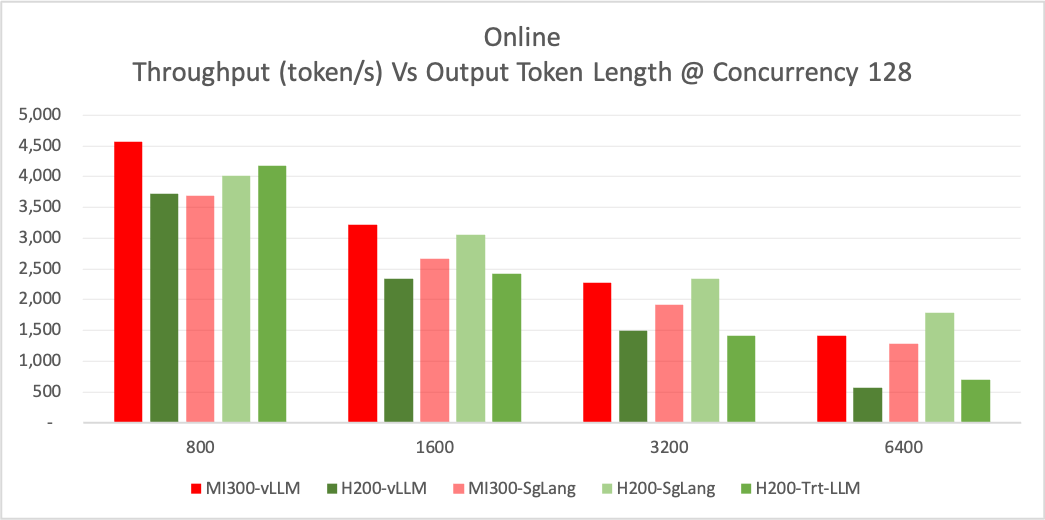 Online
Throughput (token/s) Vs Output Token Length @ Concurrency 128
5,000
4,500
4,000
3,500
3,000
2,500
2,000
1,500
1,000
500
-
800 1600 3200 6400
MI300-vLLM H200-vLLM MI300-SgLang H200-SgLang H200-Trt-LLM